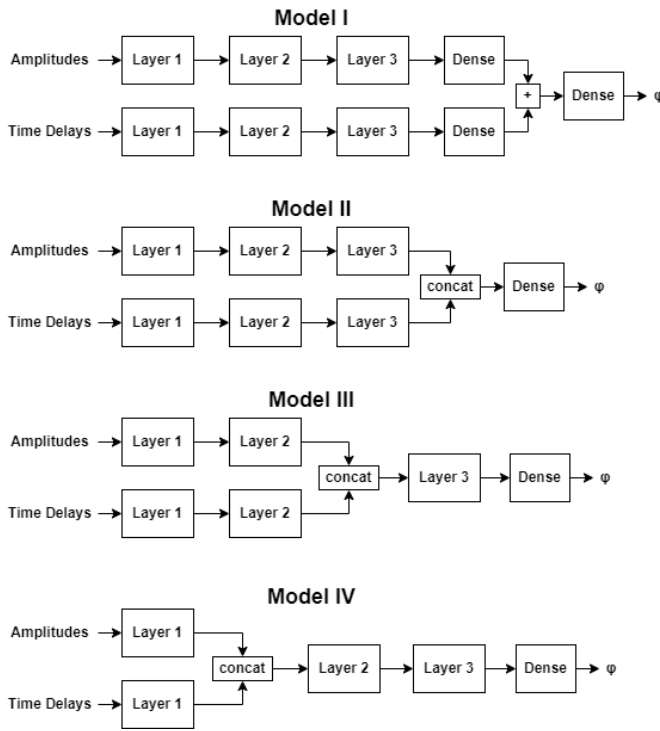 Model I
Amplitudes Layer 1 Layer 2 Layer 3 Dense
+ Dense φ
Time Delays Layer 1 Layer 2 Layer 3 Dense
Model II
Amplitudes Layer 1 Layer 2 Layer 3
concat Dense φ
Time Delays Layer 1 Layer 2 Layer 3
Model III
Amplitudes Layer 1 Layer 2
concat Layer 3 Dense φ
Time Delays Layer 1 Layer 2
Model IV
Amplitudes Layer 1
concat Layer 2 Layer 3 Dense φ
Time Delays Layer 1